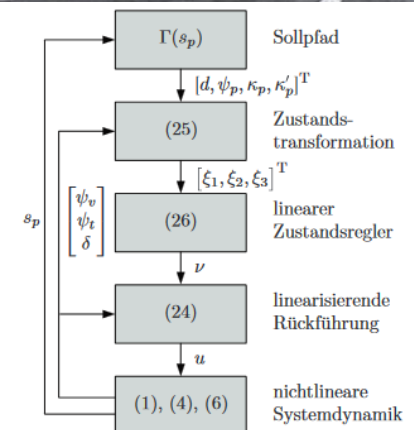 Γ(s_p) Sollpfad
[d, ψ_p, κ_p, κ′_p]^T
(25) Zustands-
transformation
[ξ_1, ξ_2, ξ_3]^T
s_p
ψ_v
ψ_t
δ
(26) linearer
Zustandsregler
ν
(24) linearisierende
Rückführung
u
(1), (4), (6) nichtlineare
Systemdynamik